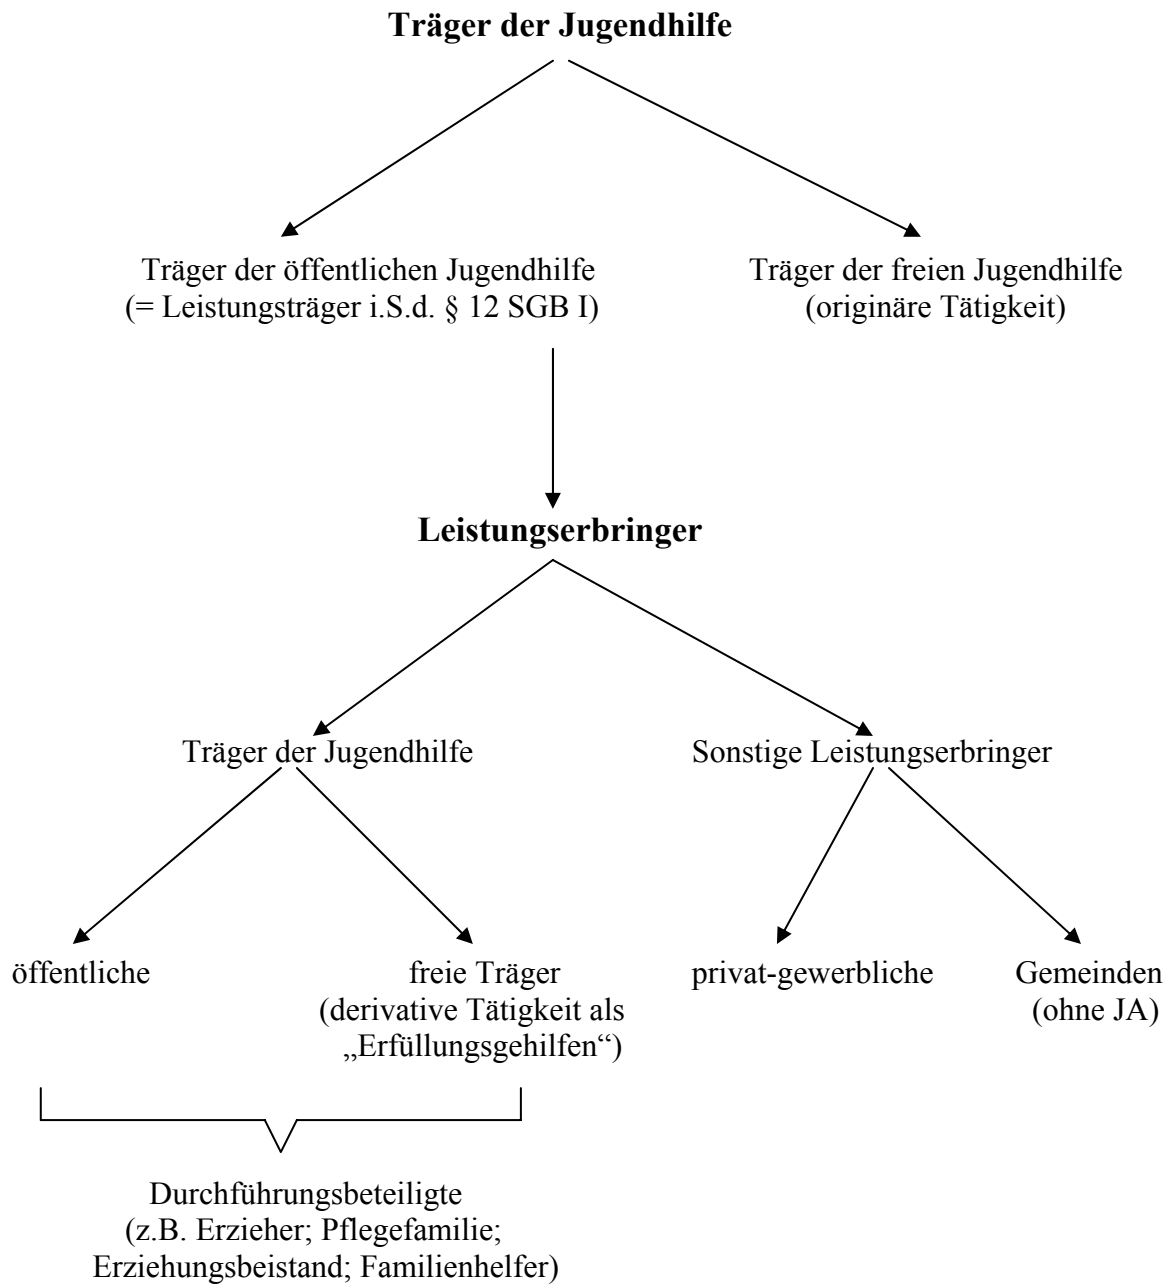 Träger der Jugendhilfe
Träger der öffentlichen Jugendhilfe
(= Leistungsträger i.S.d. § 12 SGB I)
Träger der freien Jugendhilfe
(originäre Tätigkeit)
Leistungserbringer
Träger der Jugendhilfe
Sonstige Leistungserbringer
öffentliche
freie Träger
(derivative Tätigkeit als
„Erfüllungsgehilfen“)
privat-gewerbliche
Gemeinden
(ohne JA)
Durchführungsbeteiligte
(z.B. Erzieher; Pflegefamilie;
Erziehungsbeistand; Familienhelfer)